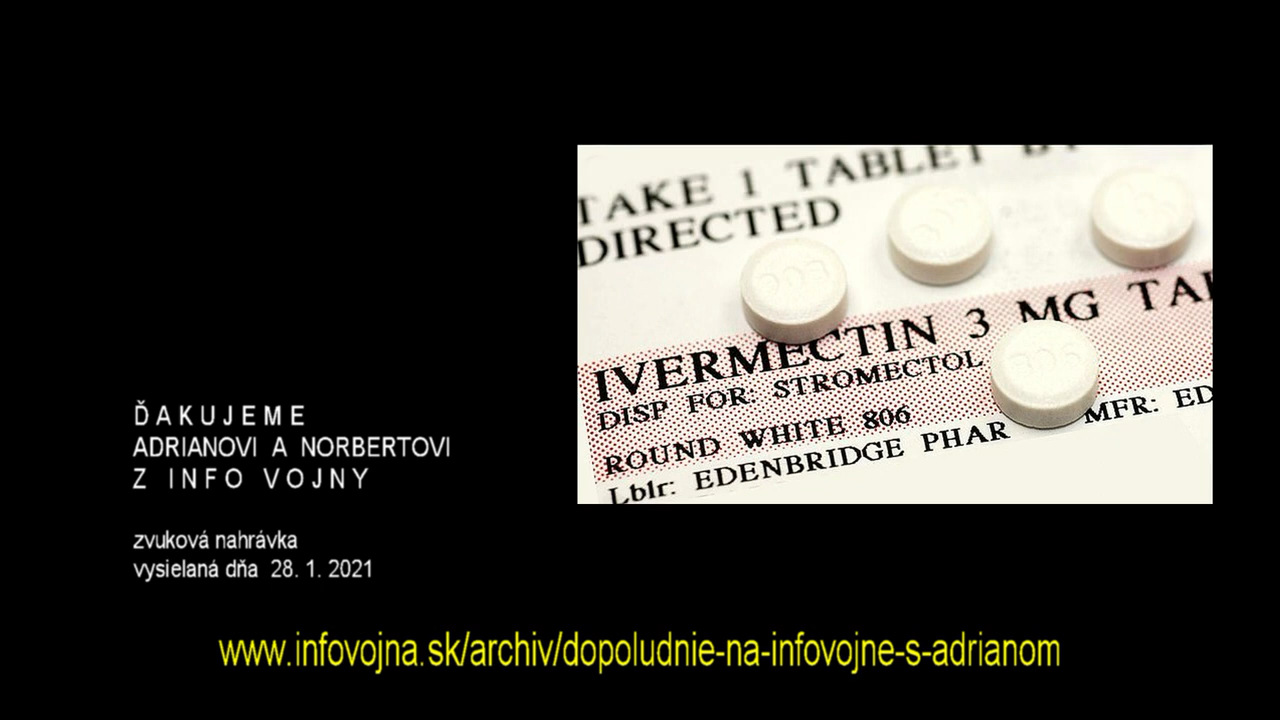 ĎAKUJEME
ADRIANOVI A NORBERTOVI
Z INFO VOJNY
zvuková nahrávka
vysielaná dňa 28. 1. 2021
TAKE 1 TABLET
DIRECTED
IVERMECTIN 3 MG TA
DISP FOR: STROMECTOL
ROUND WHITE 806
MFR: ED
Lblr: EDENBRIDGE PHAR
www.infovojna.sk/archiv/dopoludnie-na-infovojne-s-adrianom